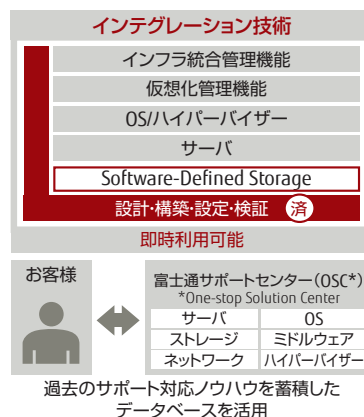 インテグレーション技術
インフラ統合管理機能
仮想化管理機能
OS/ハイパーバイザー
サーバ
Software-Defined Storage
設計・構築・設定・検証 済
即時利用可能
お客様
富士通サポートセンター(OSC*)
*One-stop Solution Center
サーバ OS
ストレージ ミドルウェア
ネットワーク ハイパーバイザー
過去のサポート対応ノウハウを蓄積した
データベースを活用